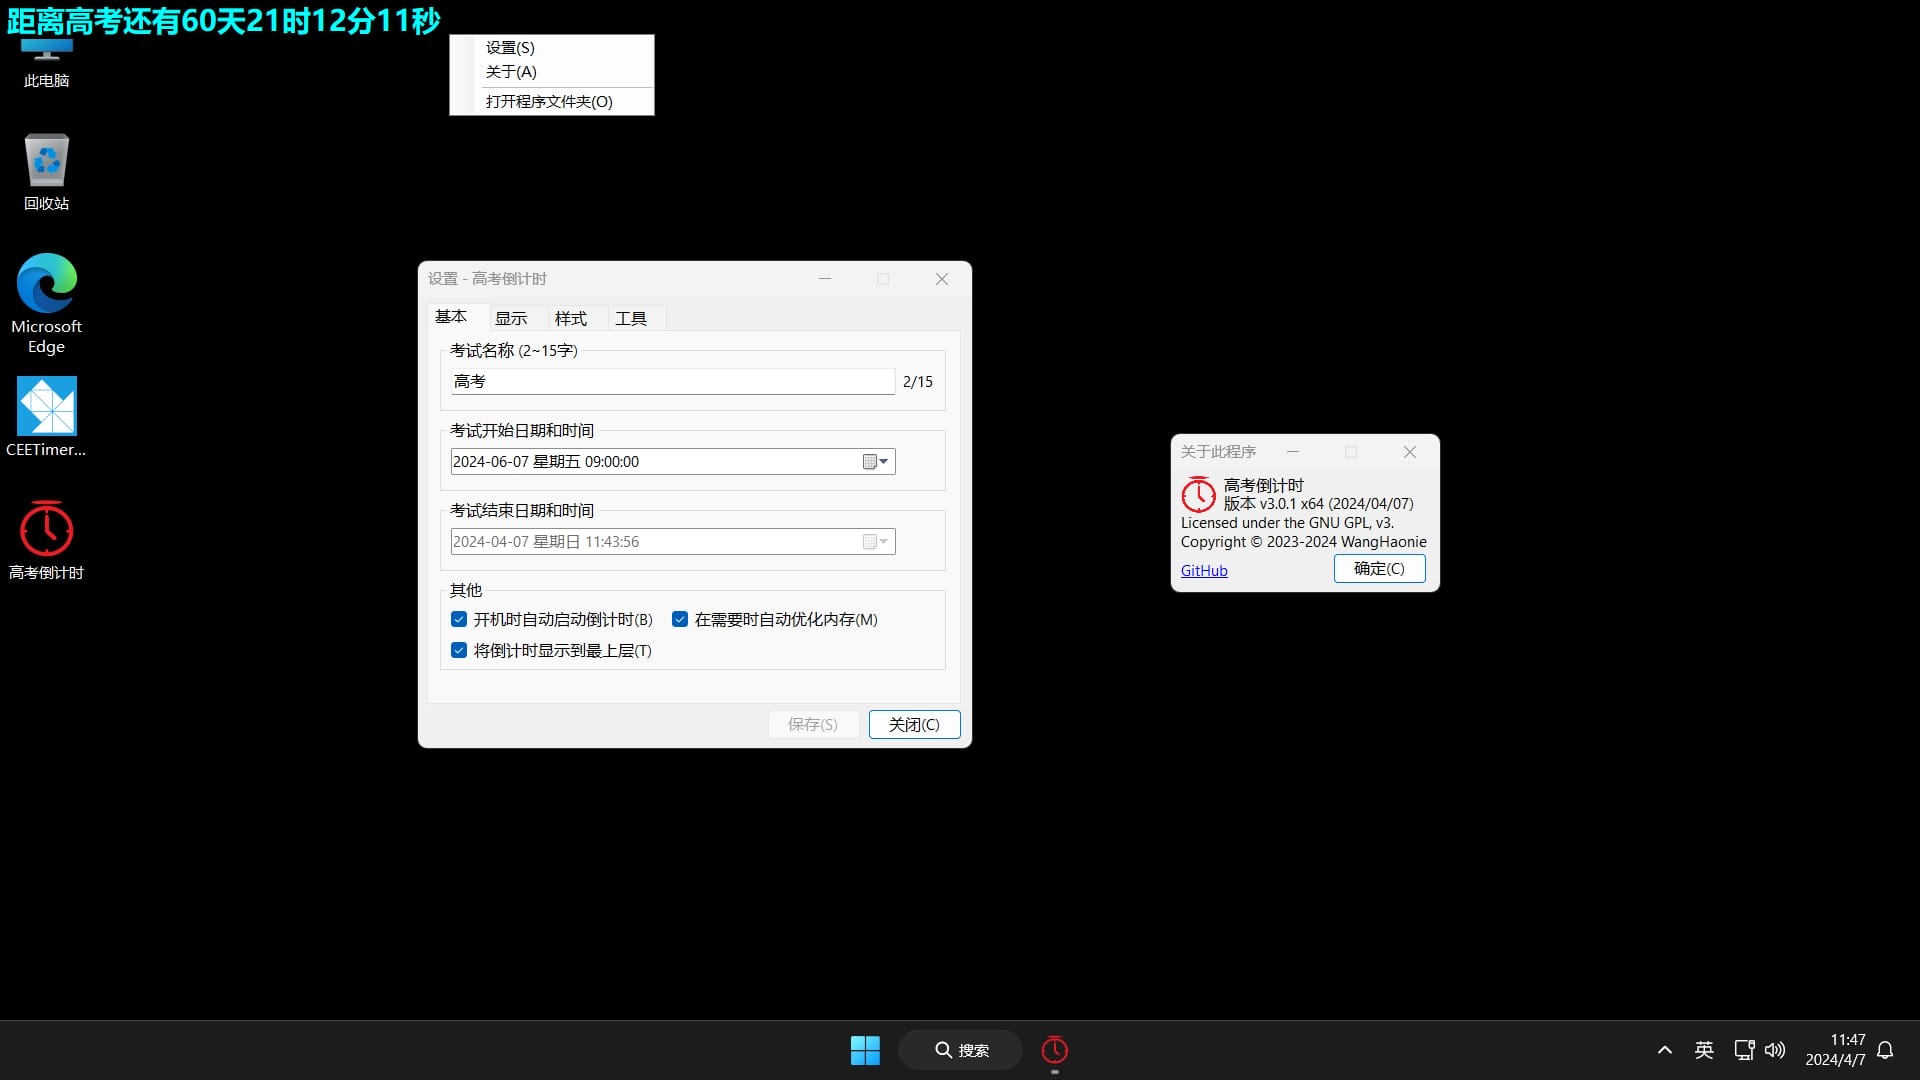 距离高考还有60天21时12分11秒
设置(S)
关于(A)
打开程序文件夹(O)
此电脑
回收站
Microsoft
Edge
CEETimer...
高考倒计时
设置 - 高考倒计时
基本
显示
样式
工具
考试名称 (2~15字)
高考
2/15
考试开始日期和时间
2024-06-07 星期五 09:00:00
考试结束日期和时间
2024-04-07 星期日 11:43:56
其他
开机时自动启动倒计时(B)
在需要时自动优化内存(M)
将倒计时显示到最上层(T)
保存(S)
关闭(C)
关于此程序
高考倒计时
版本 v3.0.1 x64 (2024/04/07)
Licensed under the GNU GPL, v3.
Copyright © 2023-2024 WangHaonie
GitHub
确定(C)
搜索
英
11:47
2024/4/7